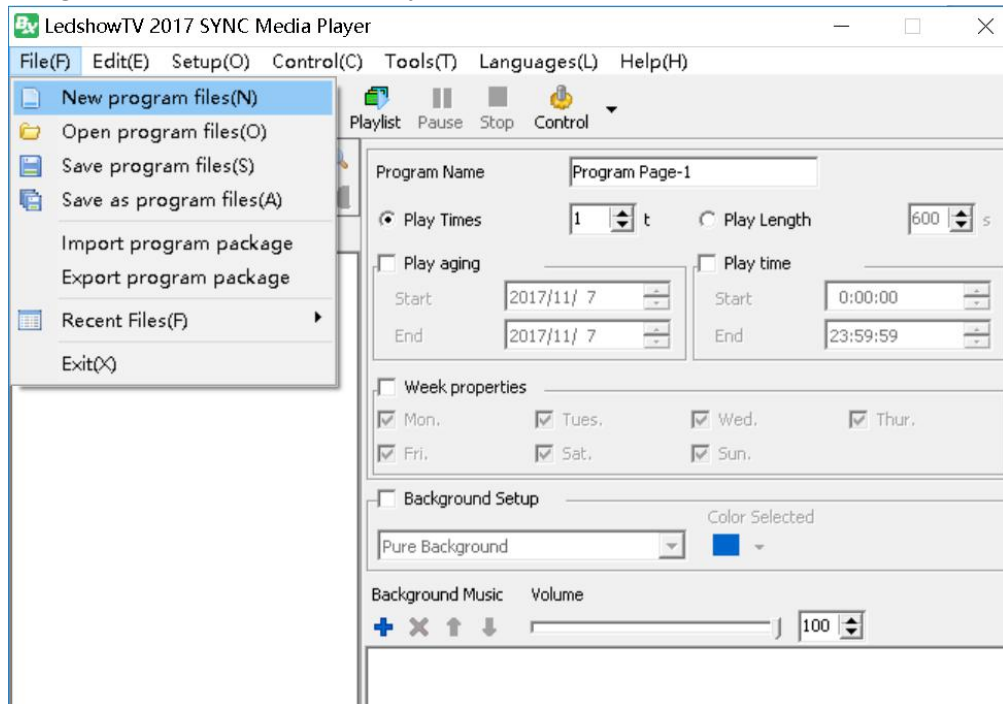 LedshowTV 2017 SYNC Media Player
File(F) Edit(E) Setup(O) Control(C) Tools(T) Languages(L) Help(H)
New program files(N)
Open program files(O)
Save program files(S)
Save as program files(A)
Import program package
Export program package
Recent Files(F)
Exit(X)
Playlist Pause Stop Control
Program Name Program Page-1
Play Times 1 t Play Length 600 s
Play aging Play time
Start 2017/11/ 7 Start 0:00:00
End 2017/11/ 7 End 23:59:59
Week properties
Mon. Tues. Wed. Thur.
Fri. Sat. Sun.
Background Setup
Color Selected
Pure Background
Background Music Volume
100